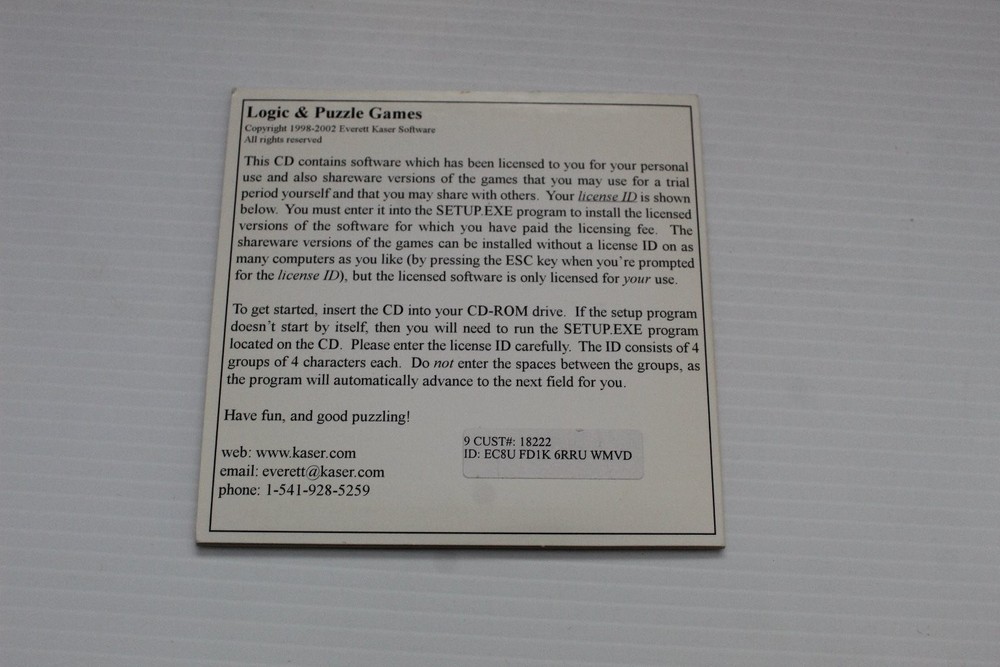 Logic & Puzzle Games
Copyright 1998-2002 Everett Kaser Software
All rights reserved
This CD contains software which has been licensed to you for your personal
use and also shareware versions of the games that you may use for a trial
period yourself and that you may share with others. Your license ID is shown
below. You must enter it into the SETUP.EXE program to install the licensed
versions of the software for which you have paid the licensing fee. The
shareware versions of the games can be installed without a license ID on as
many computers as you like (by pressing the ESC key when you're prompted
for the license ID), but the licensed software is only licensed for your use.
To get started, insert the CD into your CD-ROM drive. If the setup program
doesn't start by itself, then you will need to run the SETUP.EXE program
located on the CD. Please enter the license ID carefully. The ID consists of 4
groups of 4 characters each. Do not enter the spaces between the groups, as
the program will automatically advance to the next field for you.
Have fun, and good puzzling!
web: www.kaser.com
email: everett@kaser.com
phone: 1-541-928-5259
9 CUST#: 18222
ID: EC8U FD1K 6RRU WMVD